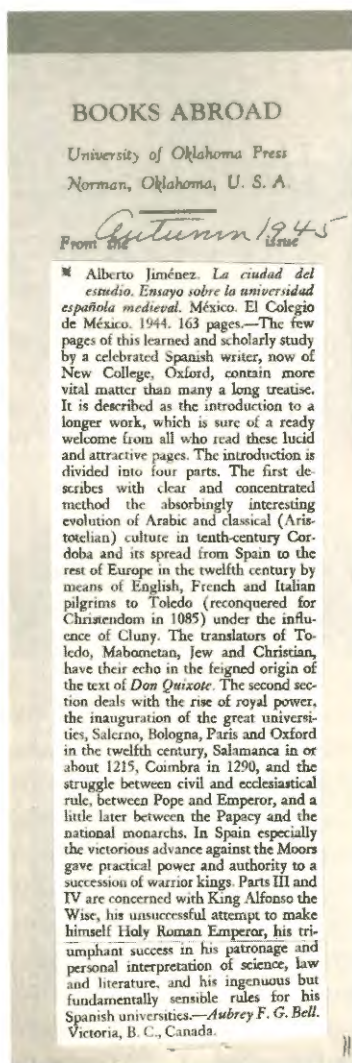 BOOKS ABROAD
University of Oklahoma Press
Norman, Oklahoma, U. S. A.
From the Autumn 1945 issue
Alberto Jiménez. La ciudad del
estudio. Ensayo sobre la universidad
española medieval. México. El Colegio
de México. 1944. 163 pages.—The few
pages of this learned and scholarly study
by a celebrated Spanish writer, now of
New College, Oxford, contain more
vital matter than many a long treatise.
It is described as the introduction to a
longer work, which is sure of a ready
welcome from all who read these lucid
and attractive pages. The introduction is
divided into four parts. The first de-
scribes with clear and concentrated
method the absorbingly interesting
evolution of Arabic and classical (Aris-
totelian) culture in tenth-century Cor-
doba and its spread from Spain to the
rest of Europe in the twelfth century by
means of English, French and Italian
pilgrims to Toledo (reconquered for
Christendom in 1085) under the influ-
ence of Cluny. The translators of To-
ledo, Mahometan, Jew and Christian,
have their echo in the feigned origin of
the text of Don Quixote. The second sec-
tion deals with the rise of royal power,
the inauguration of the great universi-
ties, Salerno, Bologna, Paris and Oxford
in the twelfth century, Salamanca in or
about 1215, Coimbra in 1290, and the
struggle between civil and ecclesiastical
rule, between Pope and Emperor, and a
little later between the Papacy and the
national monarchs. In Spain especially
the victorious advance against the Moors
gave practical power and authority to a
succession of warrior kings. Parts III and
IV are concerned with King Alfonso the
Wise, his unsuccessful attempt to make
himself Holy Roman Emperor, his tri-
umphant success in his patronage and
personal interpretation of science, law
and literature, and his ingenuous but
fundamentally sensible rules for his
Spanish universities.—Aubrey F. G. Bell.
Victoria, B. C., Canada.